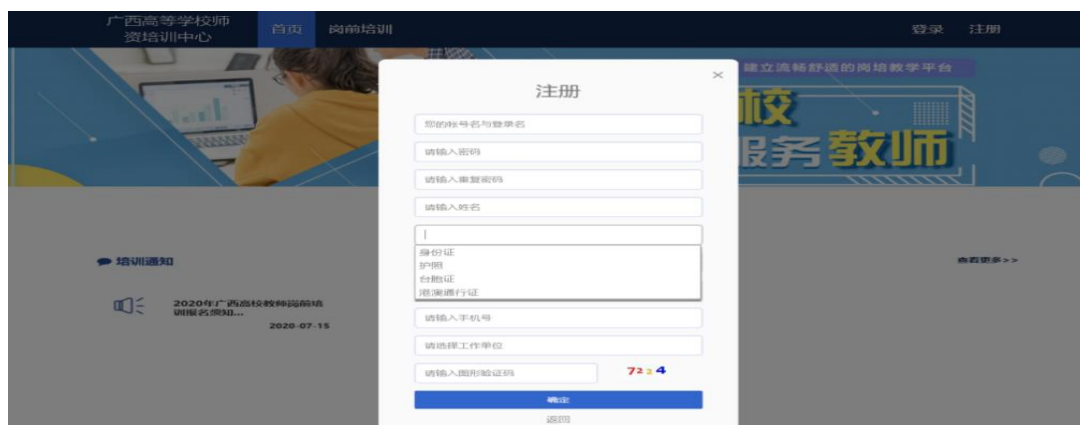 广西高等学校师
资培训中心
首页
岗前培训
登录
注册
建立流畅舒适的岗培教学平台
校
服务教师
×
注册
您的帐号名与登录名
请输入密码
请输入重复密码
请输入姓名
身份证
护照
台胞证
港澳通行证
请输入手机号
请选择工作单位
请输入图形验证码
7224
确定
返回
培训通知
查看更多>>
2020年广西高校教师岗前培
训报名须知...
2020-07-15